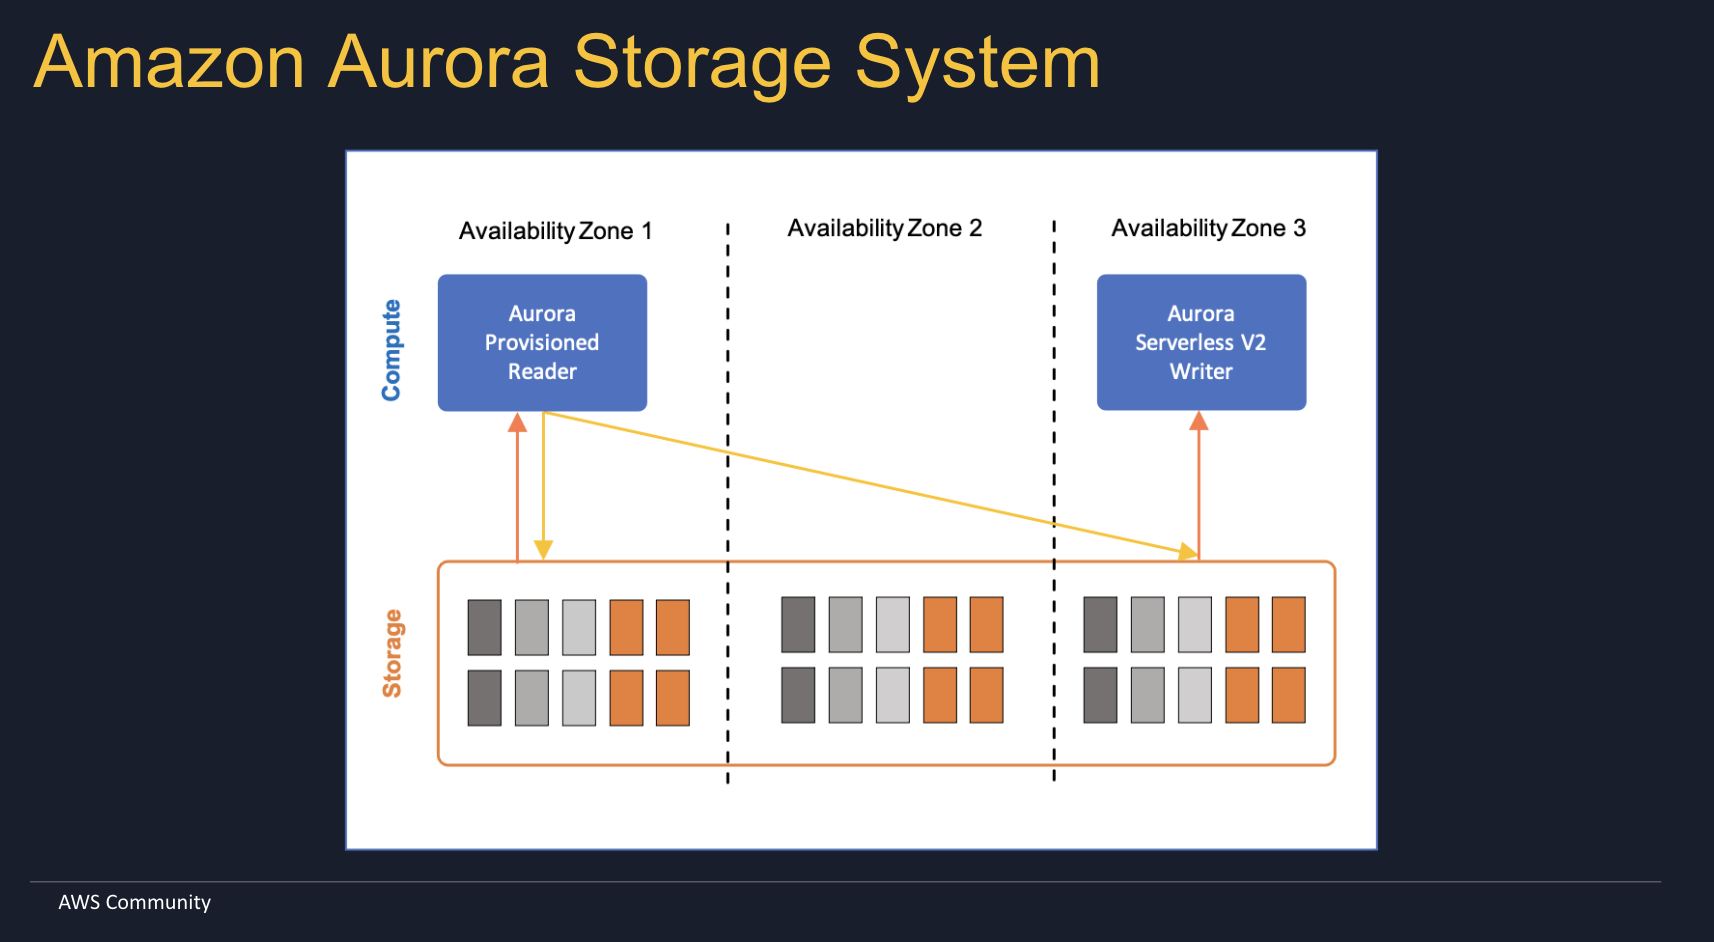 Amazon Aurora Storage System
Availability Zone 1
Availability Zone 2
Availability Zone 3
Compute
Aurora
Provisioned
Reader
Aurora
Serverless V2
Writer
Storage
AWS Community